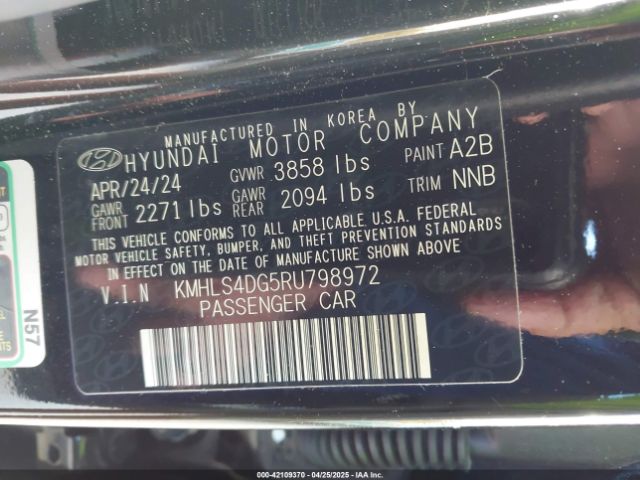 MANUFACTURED IN KOREA BY
HYUNDAI MOTOR COMPANY
APR/24/24 GVWR 3858 lbs PAINT A2B
GAWR FRONT 2271 lbs GAWR REAR 2094 lbs TRIM NNB
THIS VEHICLE CONFORMS TO ALL APPLICABLE U.S.A. FEDERAL
MOTOR VEHICLE SAFETY, BUMPER, AND THEFT PREVENTION STANDARDS
IN EFFECT ON THE DATE OF MANUFACTURE SHOWN ABOVE
V.I.N KMHLS4DG5RU798972
PASSENGER CAR
N57
000-42109370 04/25/2025 IAAI.CA